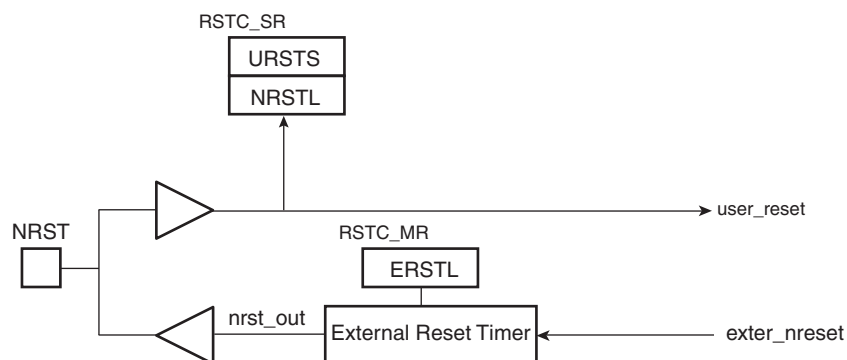 RSTC_SR
URSTS
NRSTL
user_reset
NRST
RSTC_MR
ERSTL
nrst_out
External Reset Timer
exter_nreset